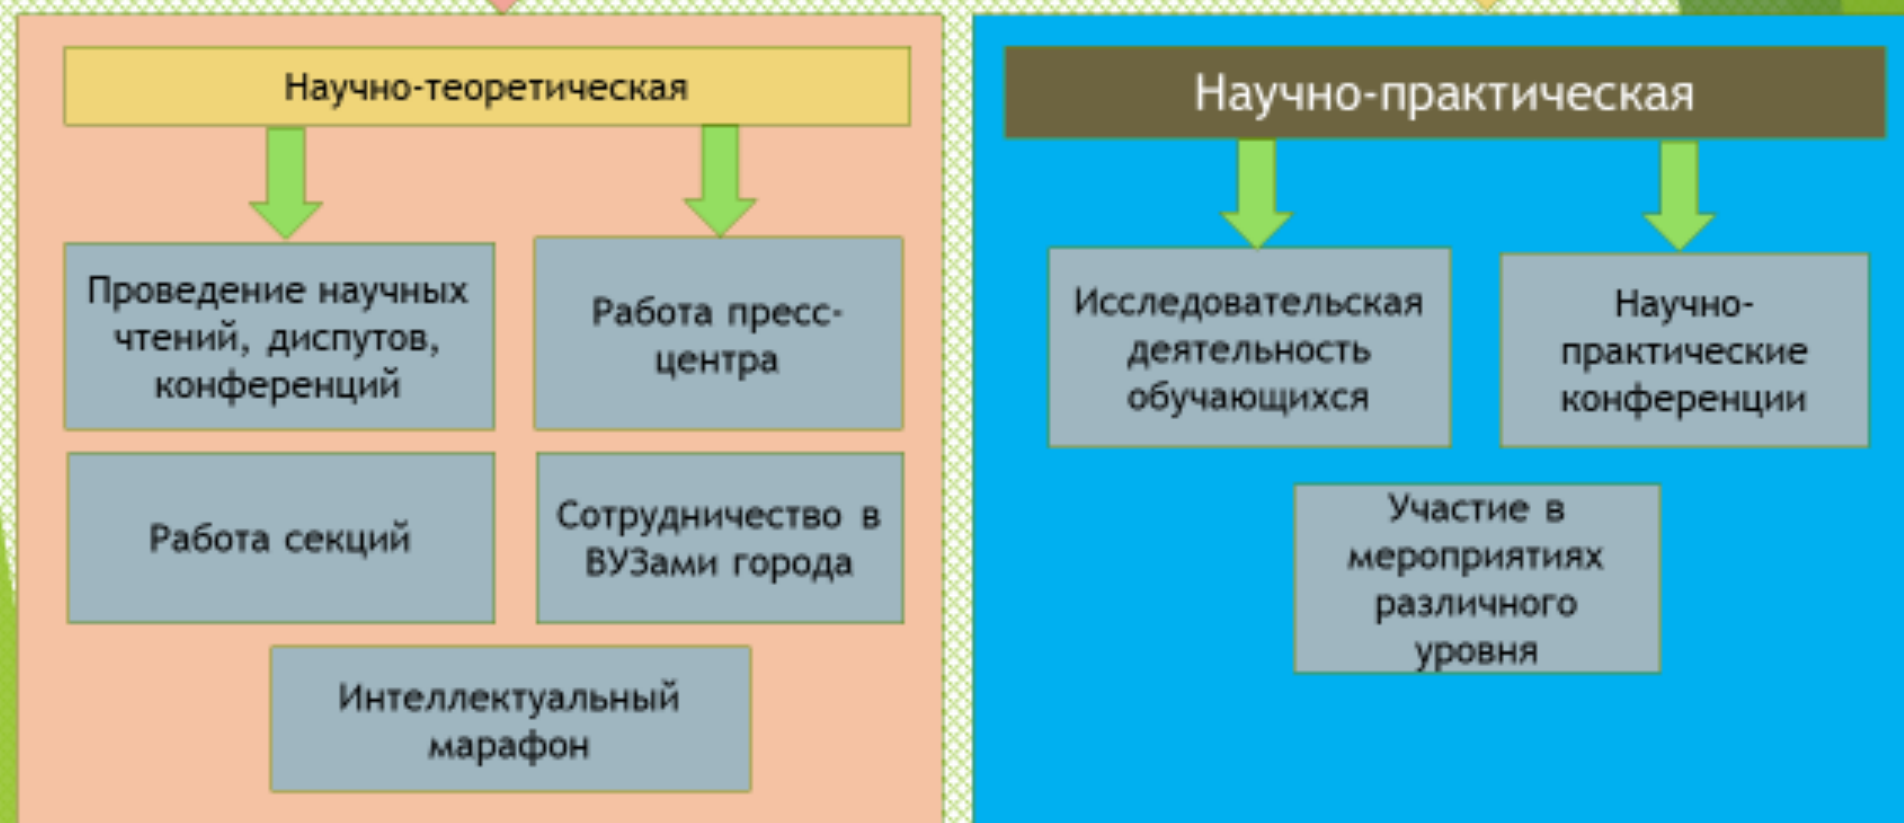 Научно-теоретическая
Проведение научных
чтений, диспутов,
конференций
Работа пресс-
центра
Работа секций
Сотрудничество в
ВУЗами города
Интеллектуальный
марафон
Научно-практическая
Исследовательская
деятельность
обучающихся
Научно-
практические
конференции
Участие в
мероприятиях
различного
уровня